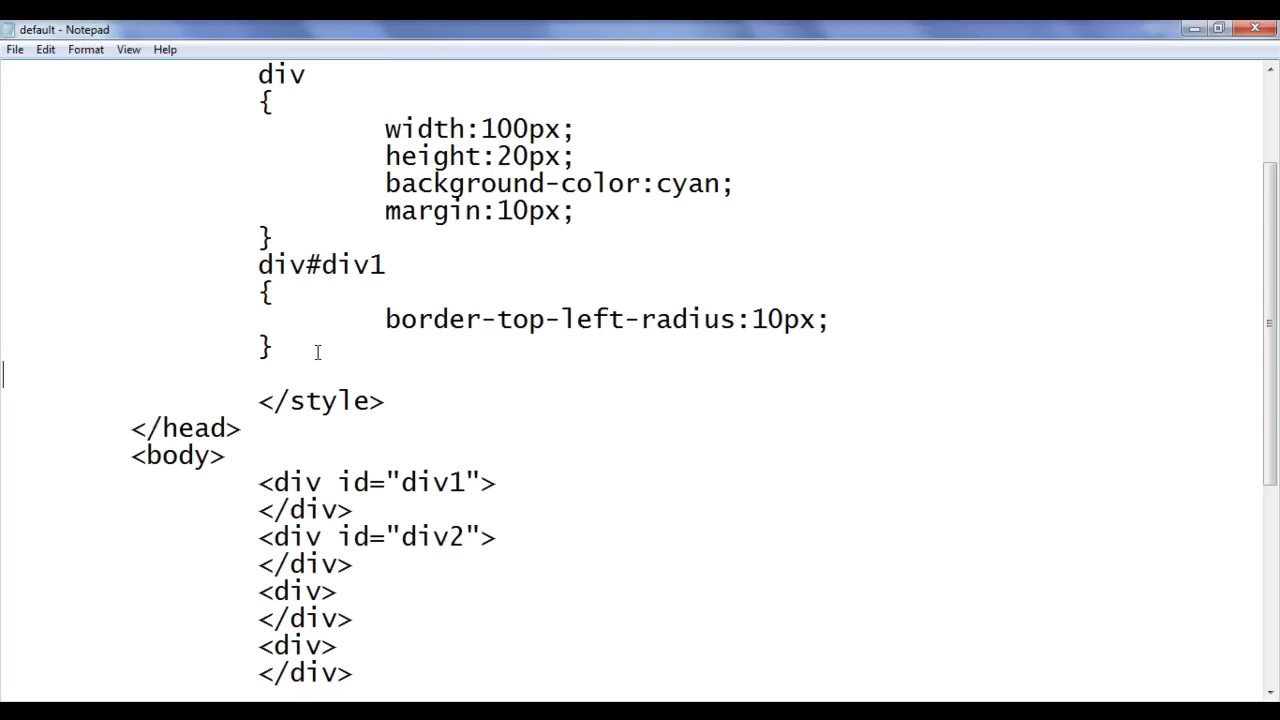 default - Notepad
File Edit Format View Help
div
{
width:100px;
height:20px;
background-color:cyan;
margin:10px;
}
div#div1
{
border-top-left-radius:10px;
}
</style>
</head>
<body>
<div id="div1">
</div>
<div id="div2">
</div>
<div>
</div>
<div>
</div>